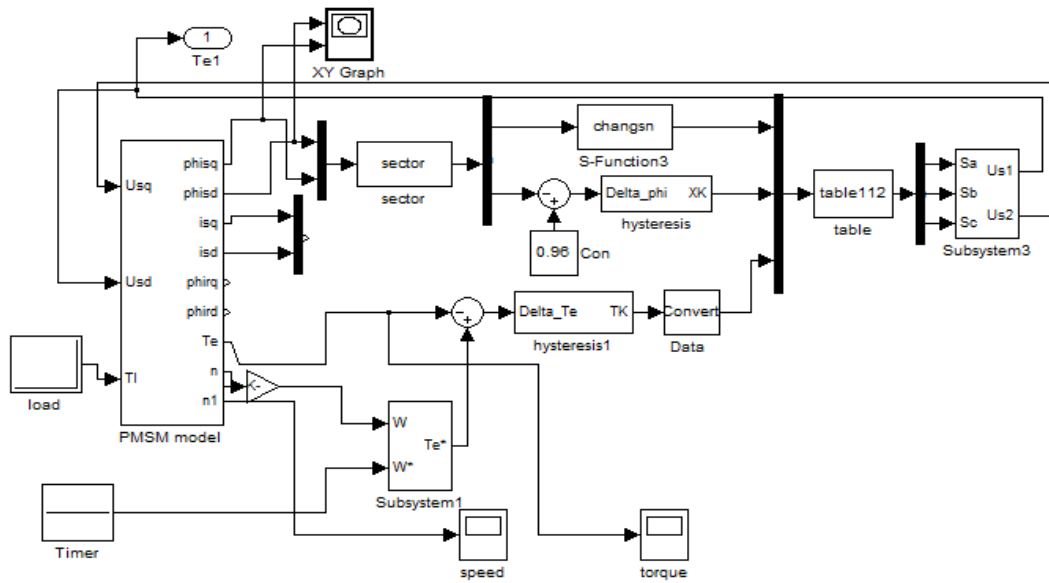 1
Te1
XY Graph
phisq
phisd
isq
isd
phirq
phird
Te
n
n1
Usq
Usd
Tl
PMSM model
load
Timer
K-
sector
sector
changsn
S-Function3
Delta_phi
XK
hysteresis
0.96
Con
Delta_Te
TK
hysteresis1
Convert
Data
table112
table
Sa
Sb
Sc
Us1
Us2
Subsystem3
W
W*
Te*
Subsystem1
speed
torque